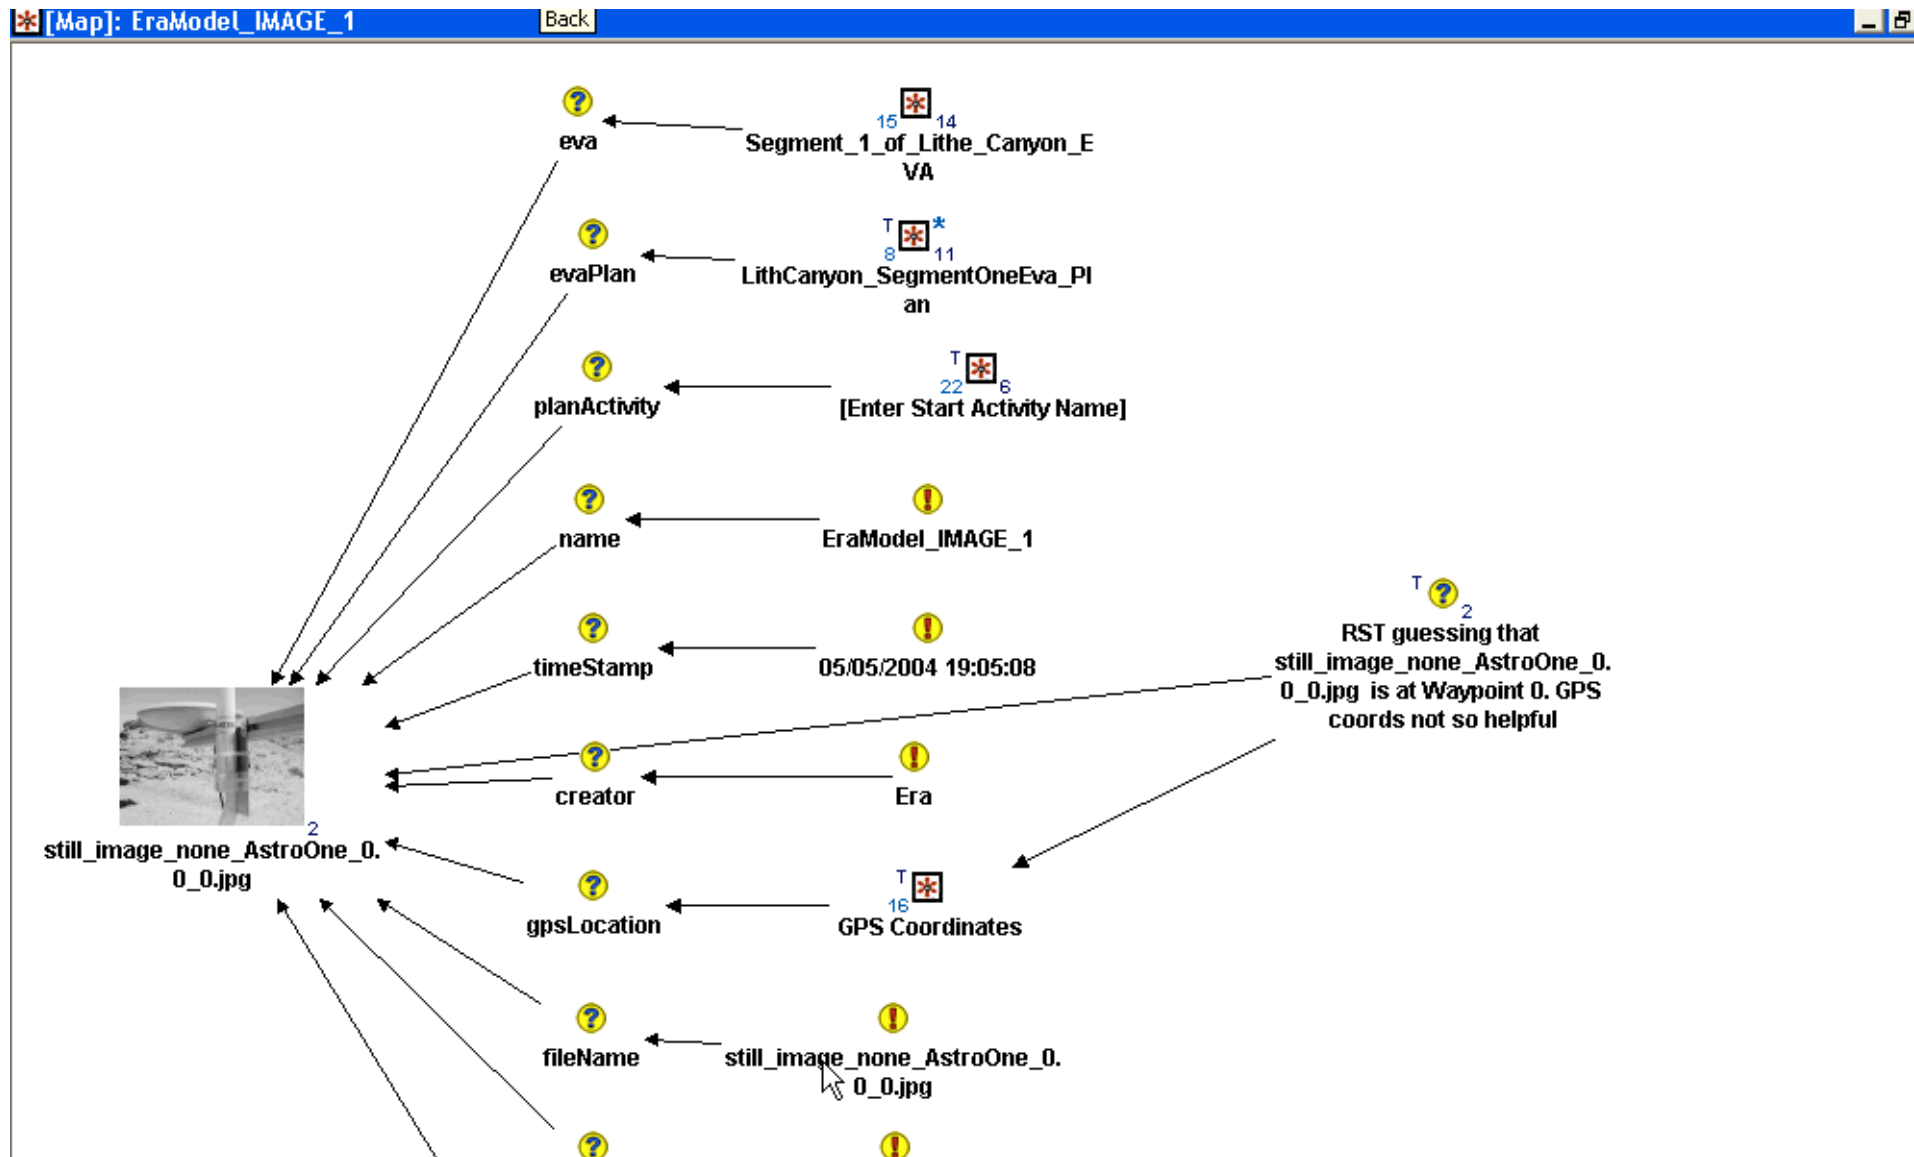 [Map]: EraModel_IMAGE_1
Back
eva
15 14
Segment_1_of_Lithe_Canyon_E
VA
evaPlan
T *
8 11
LithCanyon_SegmentOneEva_Pl
an
planActivity
T
22 6
[Enter Start Activity Name]
name
EraModel_IMAGE_1
timeStamp
05/05/2004 19:05:08
T
2
RST guessing that
still_image_none_AstroOne_0.
0_0.jpg is at Waypoint 0. GPS
coords not so helpful
creator
Era
2
still_image_none_AstroOne_0.
0_0.jpg
gpsLocation
T
16
GPS Coordinates
fileName
still_image_none_AstroOne_0.
0_0.jpg